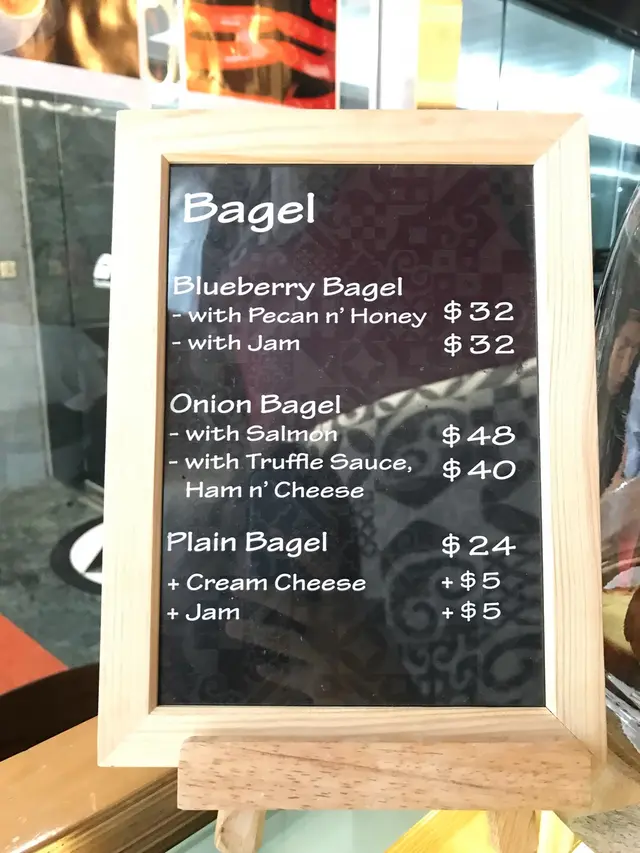 Bagel
Blueberry Bagel
- with Pecan n' Honey $32
- with Jam $32
Onion Bagel
- with Salmon $48
- with Truffle Sauce, $40
Ham n' Cheese
Plain Bagel $24
+ Cream Cheese +$5
+ Jam +$5